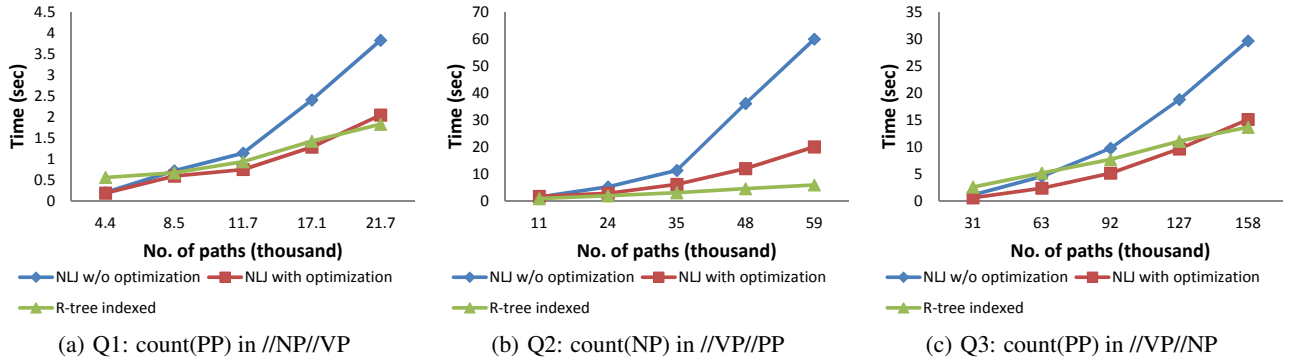 4.5
4
3.5
3
2.5
2
1.5
1
0.5
0
Time (sec)
4.4 8.5 11.7 17.1 21.7
No. of paths (thousand)
NLJ w/o optimization NLJ with optimization
R-tree indexed
(a) Q1: count(PP) in //NP//VP
70
60
50
40
30
20
10
0
Time (sec)
11 24 35 48 59
No. of paths (thousand)
NLJ w/o optimization NLJ with optimization
R-tree indexed
(b) Q2: count(NP) in //VP//PP
35
30
25
20
15
10
5
0
Time (sec)
31 63 92 127 158
No. of paths (thousand)
NLJ w/o optimization NLJ with optimization
R-tree indexed
(c) Q3: count(PP) in //VP//NP